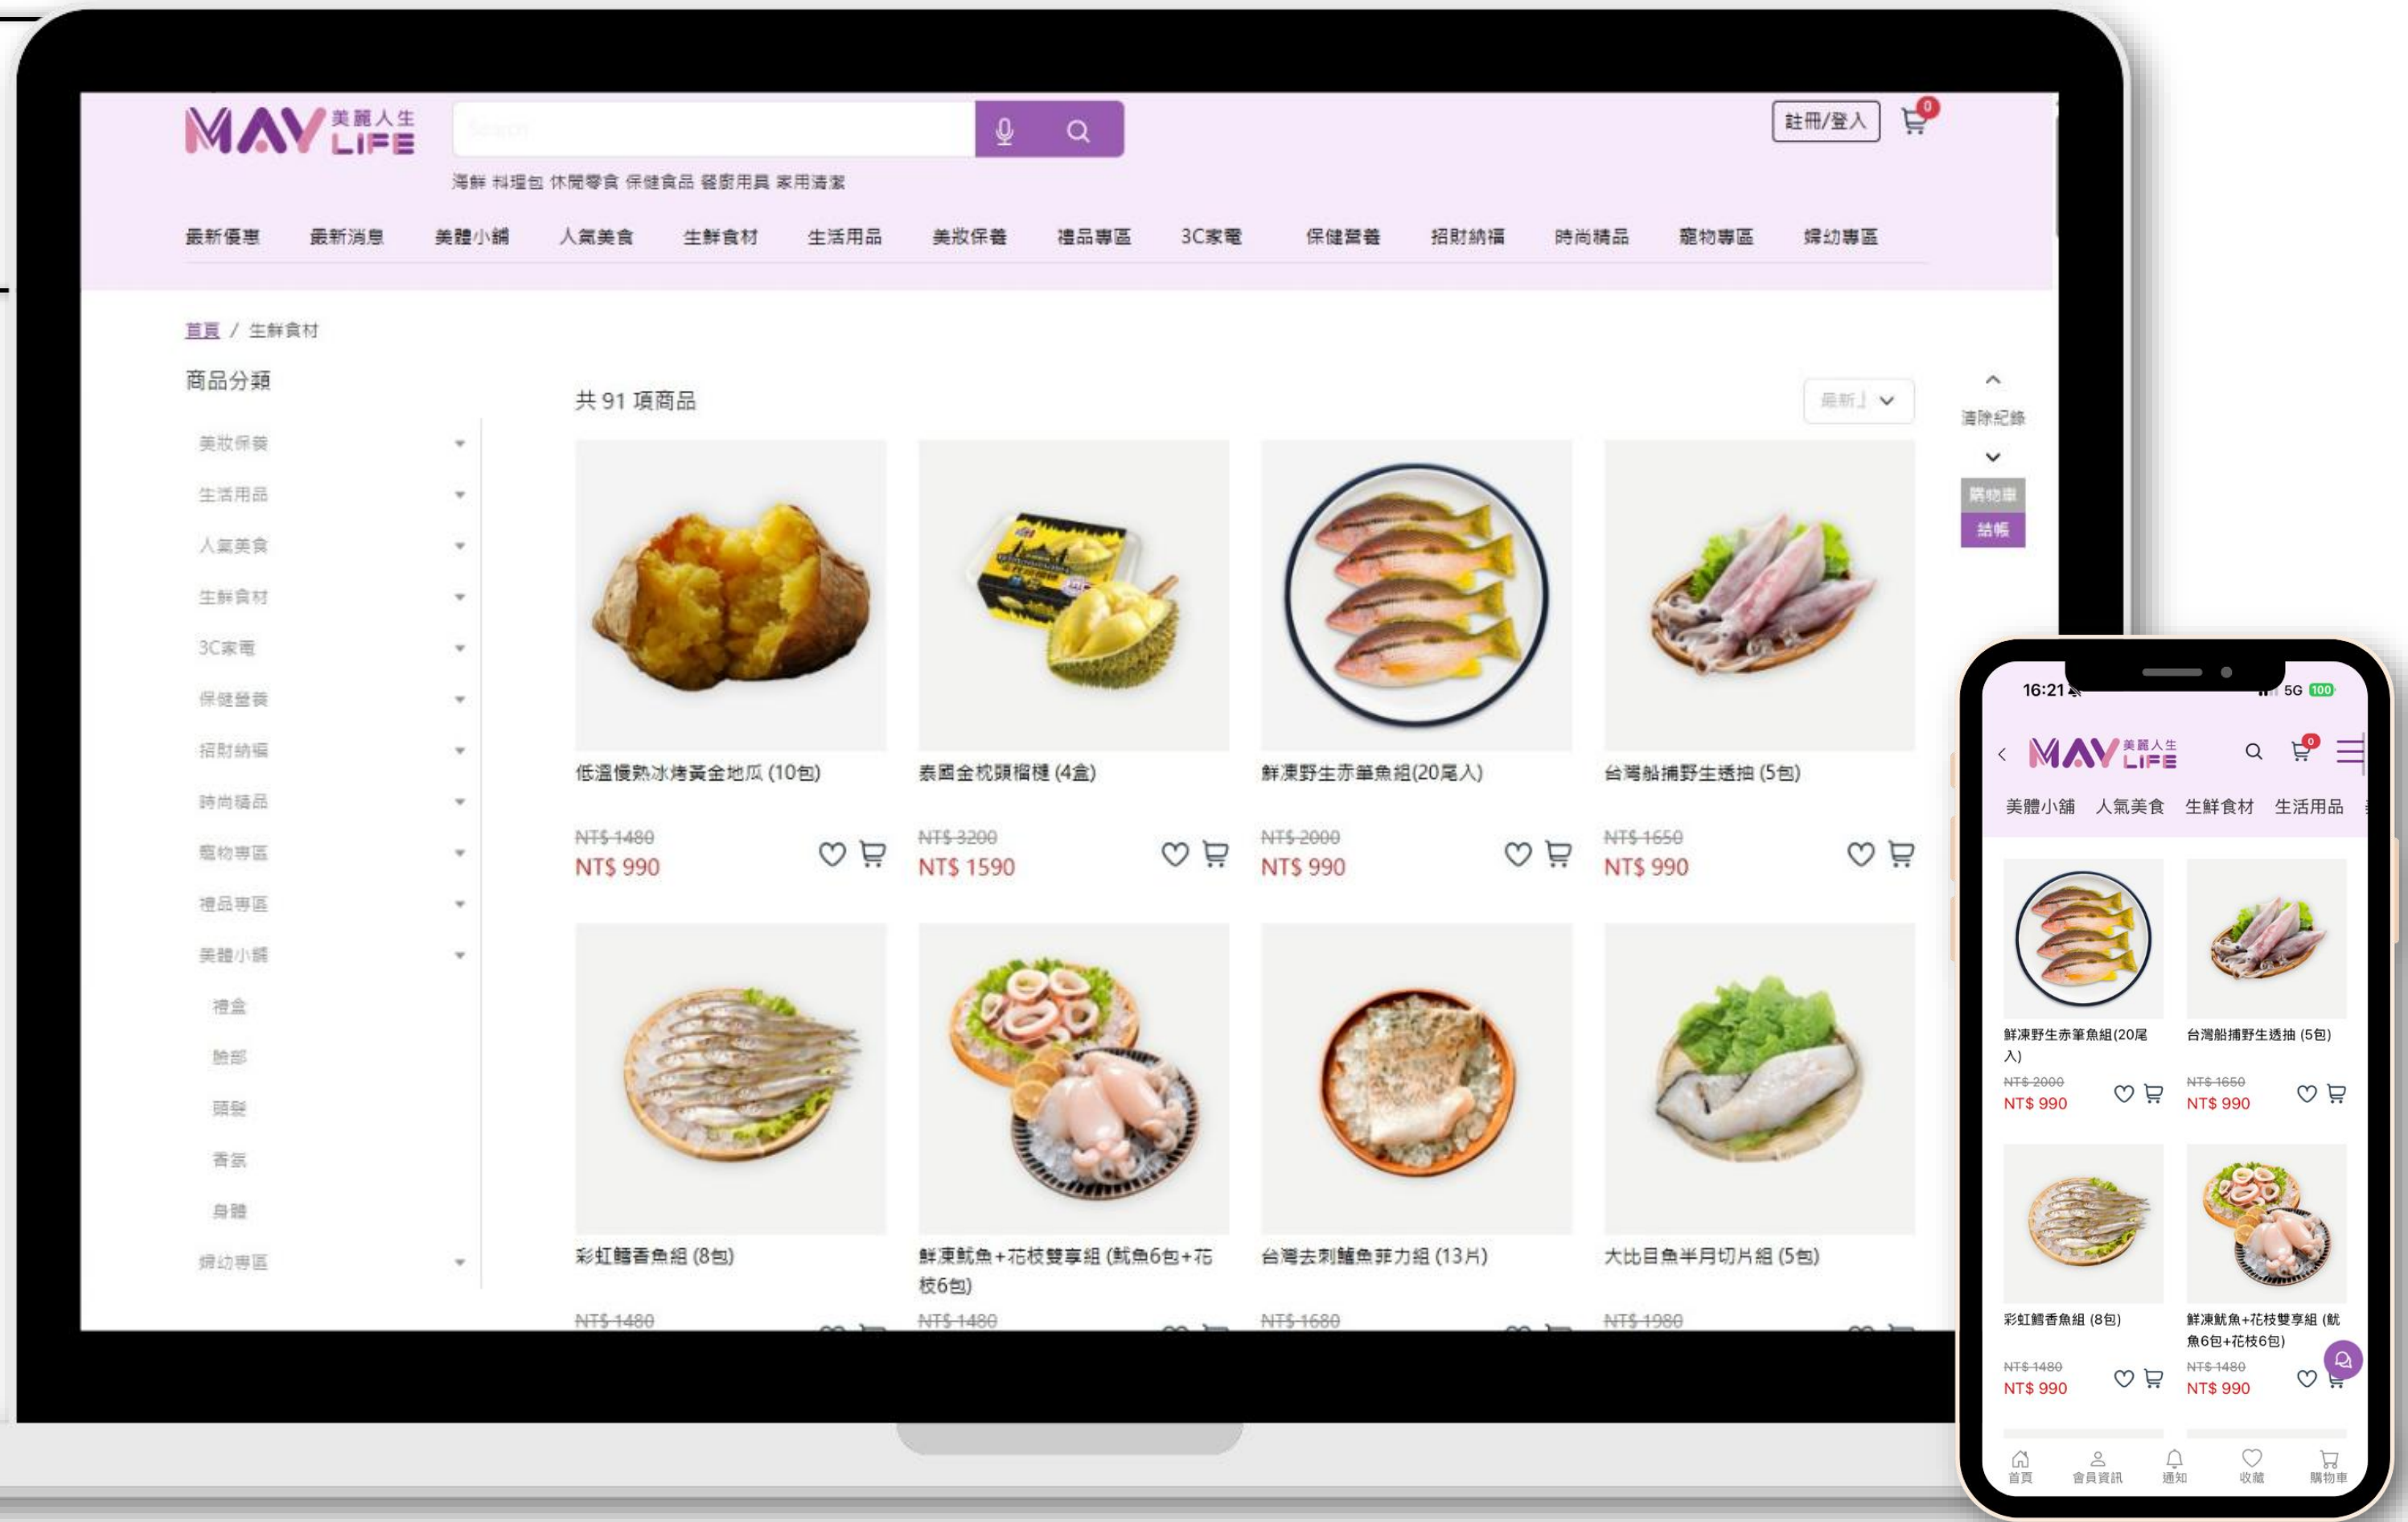 MAY 美麗人生
LIFE
Search
註冊/登入
0
海鮮 料理包 休閒零食 保健食品 餐廚用具 家用清潔
最新優惠 最新消息 美體小舖 人氣美食 生鮮食材 生活用品 美妝保養 禮品專區 3C家電 保健營養 招財納福 時尚精品 寵物專區 婦幼專區
首頁 / 生鮮食材
商品分類
美妝保養
生活用品
人氣美食
生鮮食材
3C家電
保健營養
招財納福
時尚精品
寵物專區
禮品專區
美體小舖
禮盒
臉部
頭髮
香氛
身體
婦幼專區
共 91 項商品
最新
清除紀錄
購物車
結帳
低溫慢熟冰烤黃金地瓜 (10包)
NT$ 1480
NT$ 990
泰國金枕頭榴槤 (4盒)
NT$ 3200
NT$ 1590
鮮凍野生赤筆魚組(20尾入)
NT$ 2000
NT$ 990
台灣船捕野生透抽 (5包)
NT$ 1650
NT$ 990
彩虹鱈香魚組 (8包)
NT$ 1480
鮮凍魷魚+花枝雙享組 (魷魚6包+花
枝6包)
NT$ 1480
台灣去刺鱸魚菲力組 (13片)
NT$ 1680
大比目魚半月切片組 (5包)
NT$ 1980
16:21
5G 100
MAY 美麗人生
LIFE
0
美體小舖 人氣美食 生鮮食材 生活用品
鮮凍野生赤筆魚組(20尾
入)
NT$ 2000
NT$ 990
台灣船捕野生透抽 (5包)
NT$ 1650
NT$ 990
彩虹鱈香魚組 (8包)
NT$ 1480
NT$ 990
鮮凍魷魚+花枝雙享組 (魷
魚6包+花枝6包)
NT$ 1480
NT$ 990
首頁 會員資訊 通知 收藏 購物車